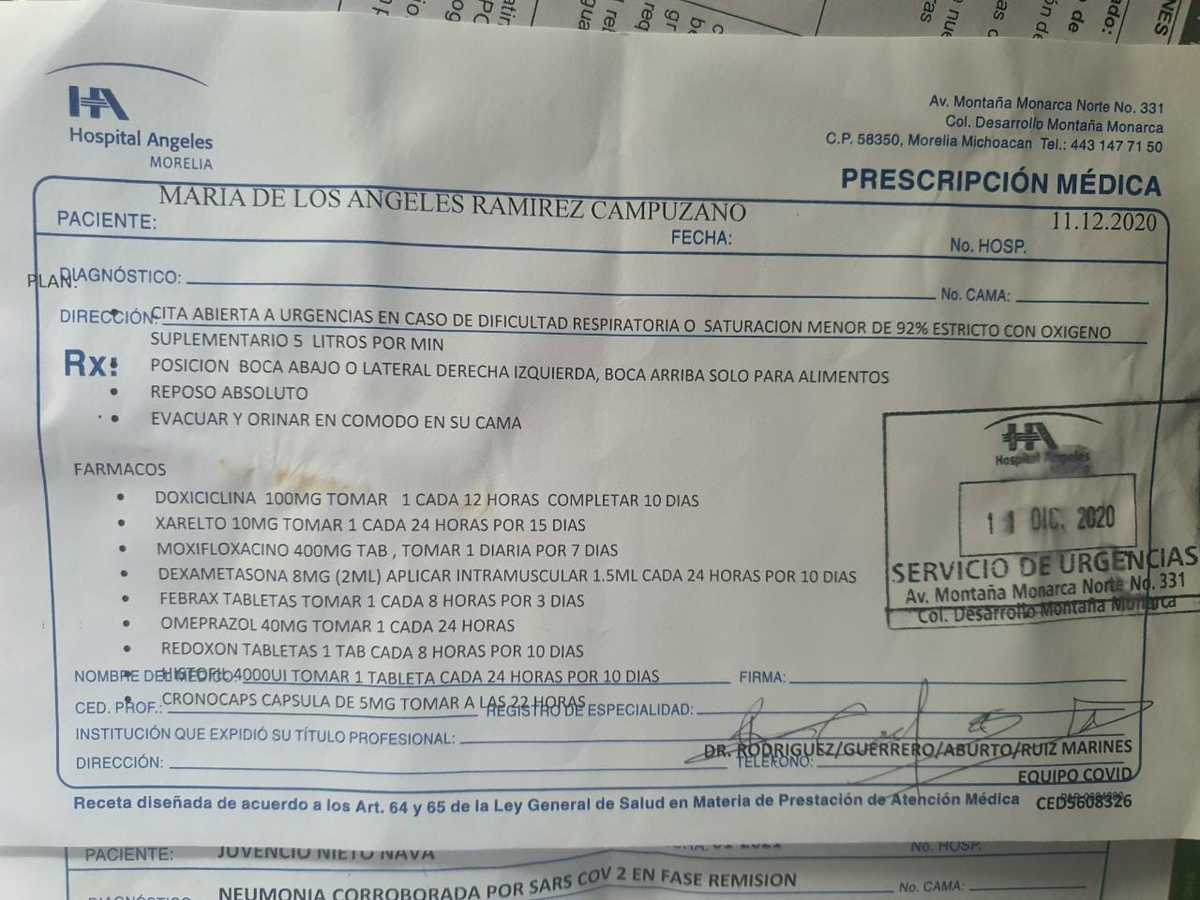 HA
Hospital Angeles
MORELIA
Av. Montaña Monarca Norte No. 331
Col. Desarrollo Montaña Monarca
C.P. 58350, Morelia Michoacan Tel.: 443 147 71 50
PRESCRIPCIÓN MÉDICA
PACIENTE: MARIA DE LOS ANGELES RAMIREZ CAMPUZANO
FECHA: 11.12.2020
No. HOSP.
PLAN:
DIAGNÓSTICO:
No. CAMA:
DIRECCIÓN:
• CITA ABIERTA A URGENCIAS EN CASO DE DIFICULTAD RESPIRATORIA O SATURACION MENOR DE 92% ESTRICTO CON OXIGENO
SUPLEMENTARIO 5 LITROS POR MIN
Rx:
• POSICION BOCA ABAJO O LATERAL DERECHA IZQUIERDA, BOCA ARRIBA SOLO PARA ALIMENTOS
• REPOSO ABSOLUTO
• EVACUAR Y ORINAR EN COMODO EN SU CAMA
FARMACOS
• DOXICICLINA 100MG TOMAR 1 CADA 12 HORAS COMPLETAR 10 DIAS
• XARELTO 10MG TOMAR 1 CADA 24 HORAS POR 15 DIAS
• MOXIFLOXACINO 400MG TAB , TOMAR 1 DIARIA POR 7 DIAS
• DEXAMETASONA 8MG (2ML) APLICAR INTRAMUSCULAR 1.5ML CADA 24 HORAS POR 10 DIAS
• FEBRAX TABLETAS TOMAR 1 CADA 8 HORAS POR 3 DIAS
• OMEPRAZOL 40MG TOMAR 1 CADA 24 HORAS
• REDOXON TABLETAS 1 TAB CADA 8 HORAS POR 10 DIAS
• HISTOFIL 4000UI TOMAR 1 TABLETA CADA 24 HORAS POR 10 DIAS
• CRONOCAPS CAPSULA DE 5MG TOMAR A LAS 22 HORAS
HA
Hospital Angeles
11 DIC. 2020
SERVICIO DE URGENCIAS
Av. Montaña Monarca Norte No. 331
Col. Desarrollo Montaña Monarca
NOMBRE DEL MÉDICO:
FIRMA:
CED. PROF.:
REGISTRO DE ESPECIALIDAD:
INSTITUCIÓN QUE EXPIDIÓ SU TÍTULO PROFESIONAL:
DR. RODRIGUEZ/GUERRERO/ABURTO/RUIZ MARINES
DIRECCIÓN:
TELÉFONO:
EQUIPO COVID
CED5608326
Receta diseñada de acuerdo a los Art. 64 y 65 de la Ley General de Salud en Materia de Prestación de Atención Médica
PACIENTE: JUVENCIO NIETO NAVA
No. HOSP.
NEUMONIA CORROBORADA POR SARS COV 2 EN FASE REMISION
No. CAMA: